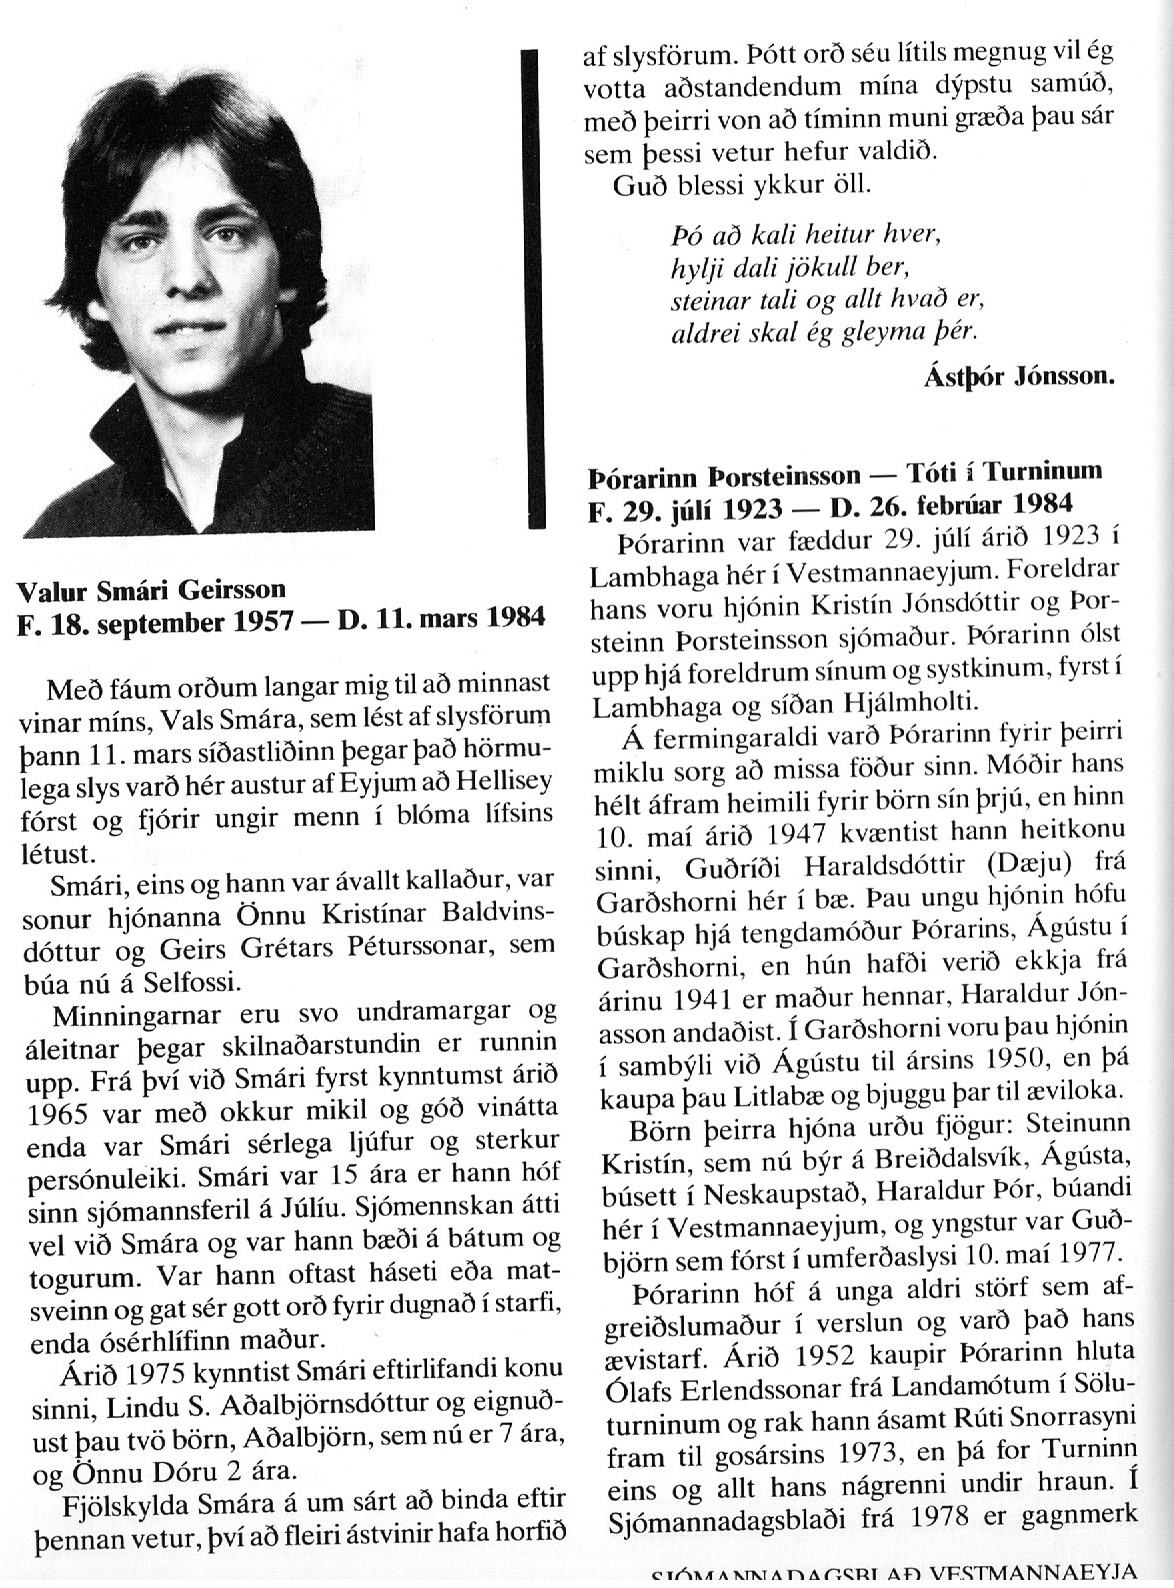 Valur Smári Geirsson
F. 18. september 1957 — D. 11. mars 1984
Með fáum orðum langar mig til að minnast
vinar míns, Vals Smára, sem lést af slysförum
þann 11. mars síðastliðinn þegar það hörmu-
lega slys varð hér austur af Eyjum að Hellisey
fórst og fjórir ungir menn í blóma lífsins
létust.
Smári, eins og hann var ávallt kallaður, var
sonur hjónanna Önnu Kristínar Baldvins-
dóttur og Geirs Grétars Péturssonar, sem
búa nú á Selfossi.
Minningarnar eru svo undramargar og
áleitnar þegar skilnaðarstundin er runnin
upp. Frá því við Smári fyrst kynntumst árið
1965 var með okkur mikil og góð vinátta
enda var Smári sérlega ljúfur og sterkur
persónuleiki. Smári var 15 ára er hann hóf
sinn sjómannsferil á Júlíu. Sjómennskan átti
vel við Smára og var hann bæði á bátum og
togurum. Var hann oftast háseti eða mat-
sveinn og gat sér gott orð fyrir dugnað í starfi,
enda ósérhlífinn maður.
Árið 1975 kynntist Smári eftirlifandi konu
sinni, Lindu S. Aðalbjörnsdóttur og eignuð-
ust þau tvö börn, Aðalbjörn, sem nú er 7 ára,
og Önnu Dóru 2 ára.
Fjölskylda Smára á um sárt að binda eftir
þennan vetur, því að fleiri ástvinir hafa horfið
af slysförum. Þótt orð séu lítils megnug vil ég
votta aðstandendum mína dýpstu samúð,
með þeirri von að tíminn muni græða þau sár
sem þessi vetur hefur valdið.
Guð blessi ykkur öll.
Þó að kali heitur hver,
hylji dali jökull ber,
steinar tali og allt hvað er,
aldrei skal ég gleyma þér.
Ástþór Jónsson.
Þórarinn Þorsteinsson — Tóti í Turninum
F. 29. júlí 1923 — D. 26. febrúar 1984
Þórarinn var fæddur 29. júlí árið 1923 í
Lambhaga hér í Vestmannaeyjum. Foreldrar
hans voru hjónin Kristín Jónsdóttir og Þor-
steinn Þorsteinsson sjómaður. Þórarinn ólst
upp hjá foreldrum sínum og systkinum, fyrst í
Lambhaga og síðan Hjálmholti.
Á fermingaraldi varð Þórarinn fyrir þeirri
miklu sorg að missa föður sinn. Móðir hans
hélt áfram heimili fyrir börn sín þrjú, en hinn
10. maí árið 1947 kvæntist hann heitkonu
sinni, Guðríði Haraldsdóttir (Dæju) frá
Garðshorni hér í bæ. Þau ungu hjónin hófu
búskap hjá tengdamóður Þórarins, Ágústu í
Garðshorni, en hún hafði verið ekkja frá
árinu 1941 er maður hennar, Haraldur Jón-
asson andaðist. Í Garðshorni voru þau hjónin
í sambýli við Ágústu til ársins 1950, en þá
kaupa þau Litlabæ og bjuggu þar til æviloka.
Börn þeirra hjóna urðu fjögur: Steinunn
Kristín, sem nú býr á Breiðdalsvík, Ágústa,
búsett í Neskaupstað, Haraldur Þór, búandi
hér í Vestmannaeyjum, og yngstur var Guð-
björn sem fórst í umferðaslysi 10. maí 1977.
Þórarinn hóf á unga aldri störf sem af-
greiðslumaður í verslun og varð það hans
ævistarf. Árið 1952 kaupir Þórarinn hluta
Ólafs Erlendssonar frá Landamótum í Sölu-
turninum og rak hann ásamt Rúti Snorrasyni
fram til gosársins 1973, en þá for Turninn
eins og allt hans nágrenni undir hraun. Í
Sjómannadagsblaði frá 1978 er gagnmerk
SJÓMANNADAGSBLAÐ VESTMANNAEYJA